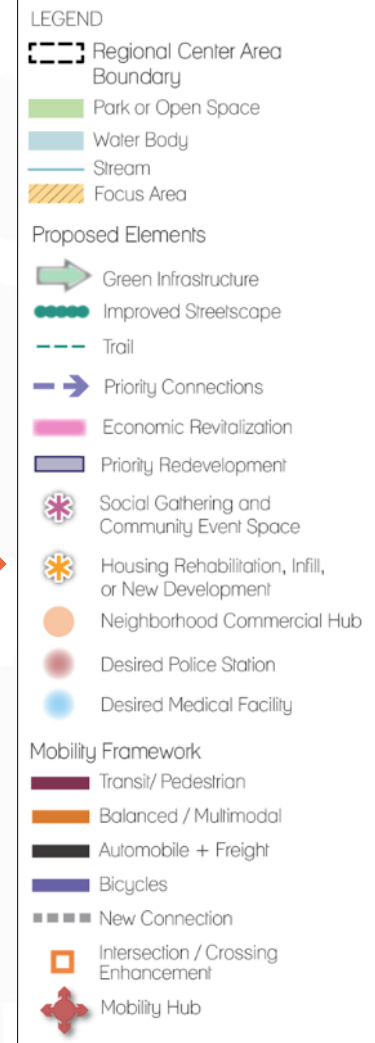 LEGEND
Regional Center Area
Boundary
Park or Open Space
Water Body
Stream
Focus Area
Proposed Elements
Green Infrastructure
Improved Streetscape
Trail
Priority Connections
Economic Revitalization
Priority Redevelopment
Social Gathering and
Community Event Space
Housing Rehabilitation, Infill,
or New Development
Neighborhood Commercial Hub
Desired Police Station
Desired Medical Facility
Mobility Framework
Transit/ Pedestrian
Balanced / Multimodal
Automobile + Freight
Bicycles
New Connection
Intersection / Crossing
Enhancement
Mobility Hub